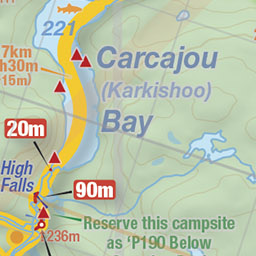 221
Carcajou
(Karkishoo)
Bay
7km
h30m
15m)
20m
High
Falls
90m
Reserve this campsite
as ‘P190 Below
236m